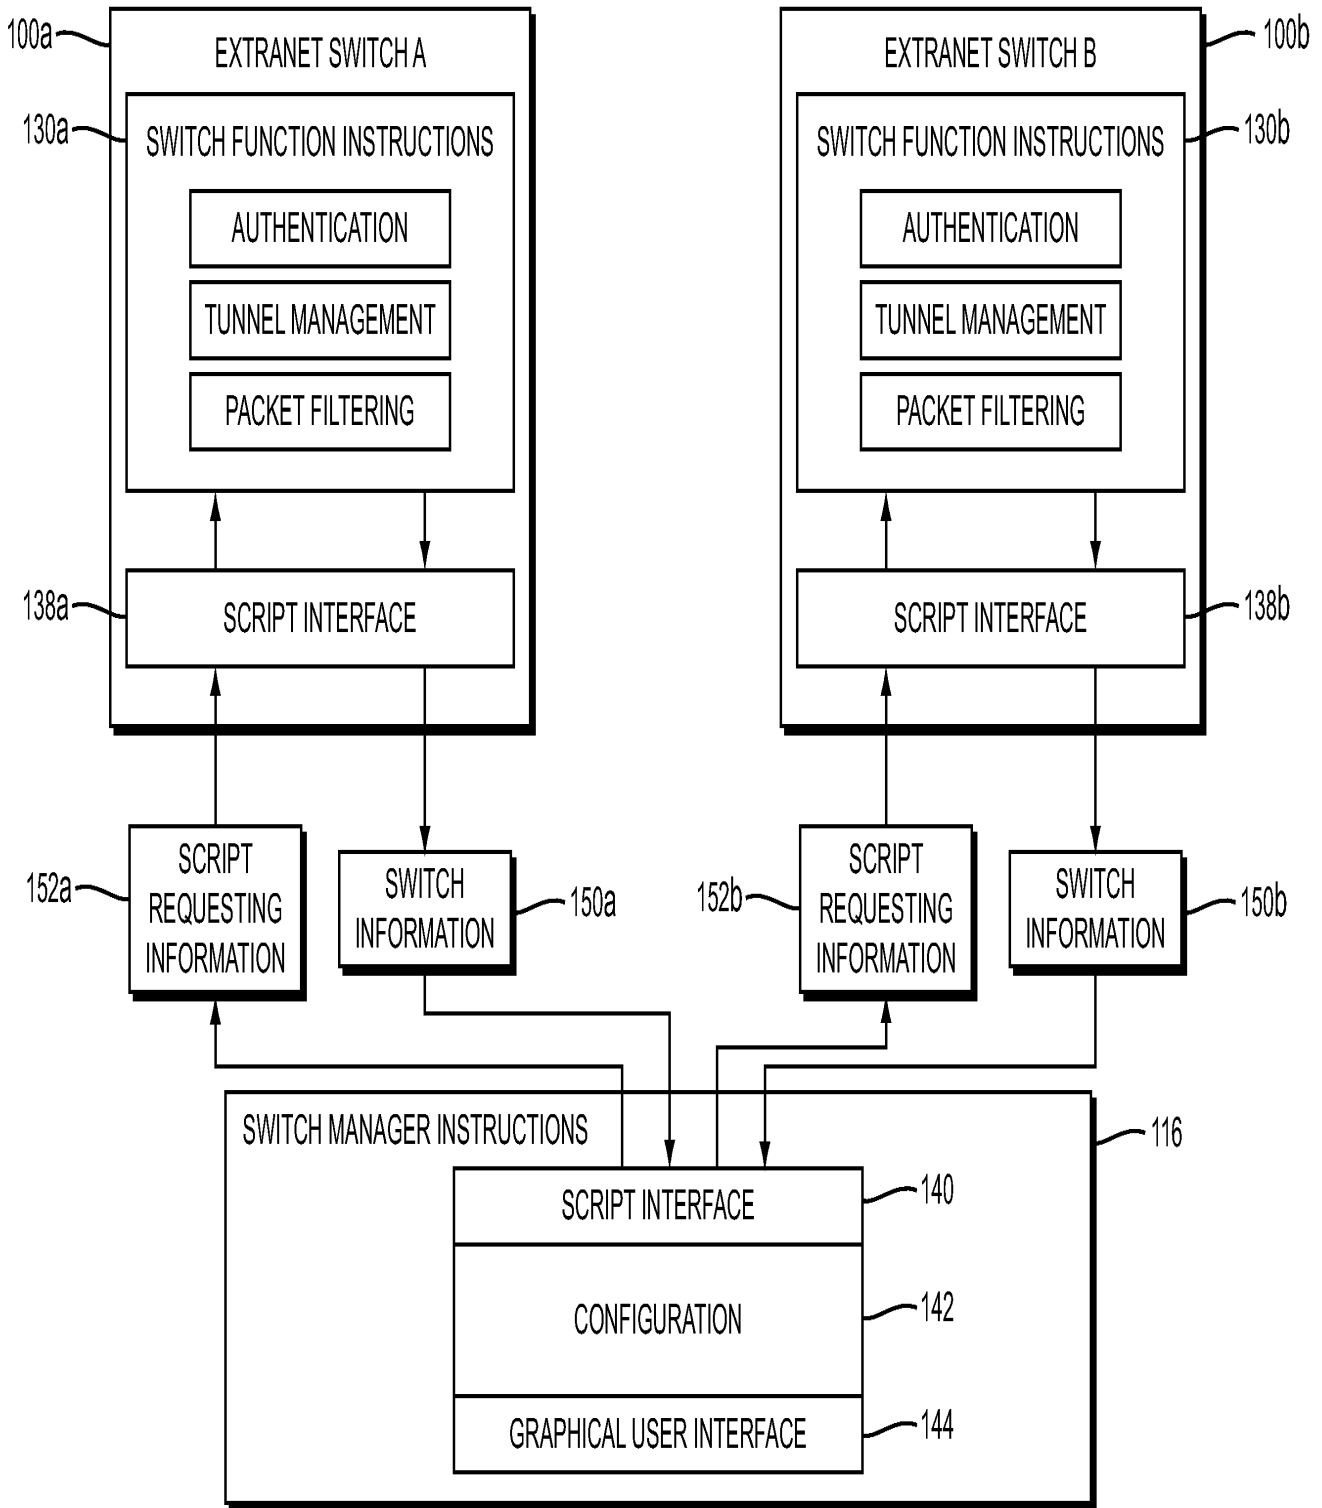 100a
EXTRANET SWITCH A
130a
SWITCH FUNCTION INSTRUCTIONS
AUTHENTICATION
TUNNEL MANAGEMENT
PACKET FILTERING
138a
SCRIPT INTERFACE
152a
SCRIPT
REQUESTING
INFORMATION
SWITCH
INFORMATION
150a
EXTRANET SWITCH B
100b
SWITCH FUNCTION INSTRUCTIONS
130b
AUTHENTICATION
TUNNEL MANAGEMENT
PACKET FILTERING
SCRIPT INTERFACE
138b
152b
SCRIPT
REQUESTING
INFORMATION
SWITCH
INFORMATION
150b
SWITCH MANAGER INSTRUCTIONS
116
SCRIPT INTERFACE
140
CONFIGURATION
142
GRAPHICAL USER INTERFACE
144